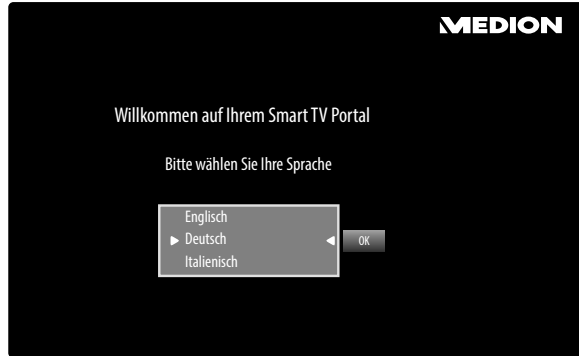 MEDION
Willkommen auf Ihrem Smart TV Portal
Bitte wählen Sie Ihre Sprache
Englisch
Deutsch
OK
Italienisch